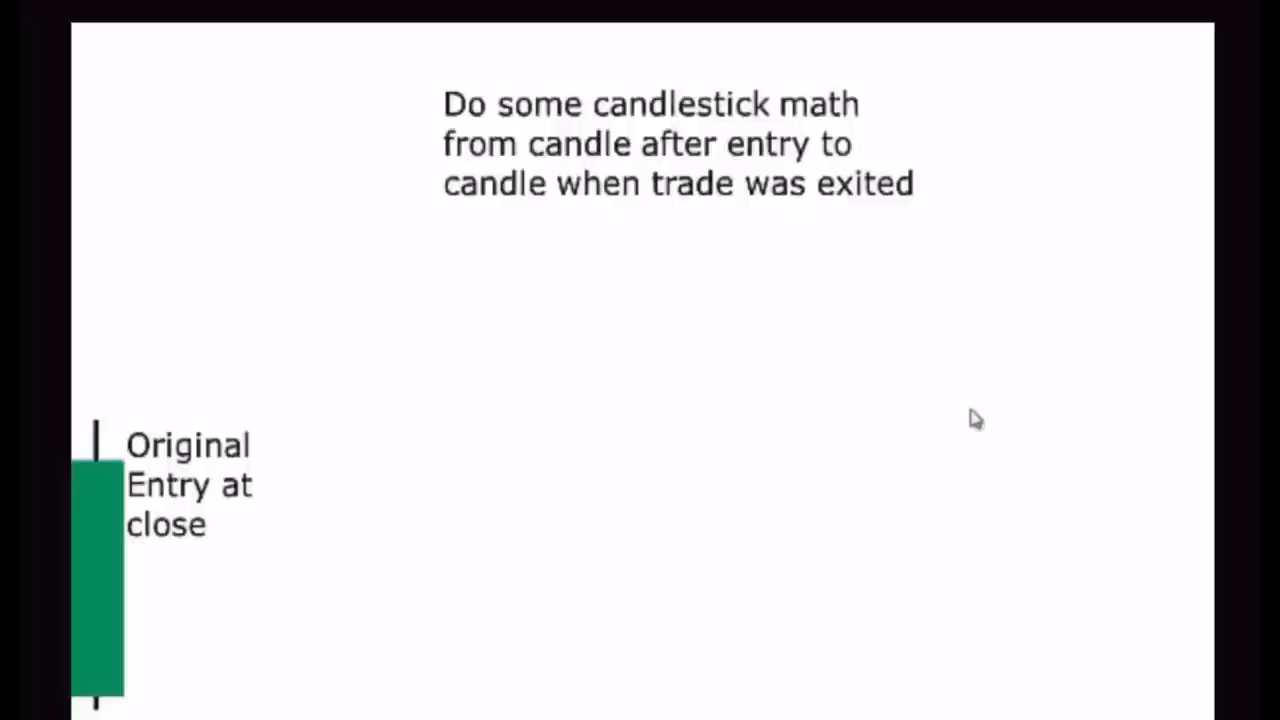 Do some candlestick math
from candle after entry to
candle when trade was exited
Original
Entry at
close